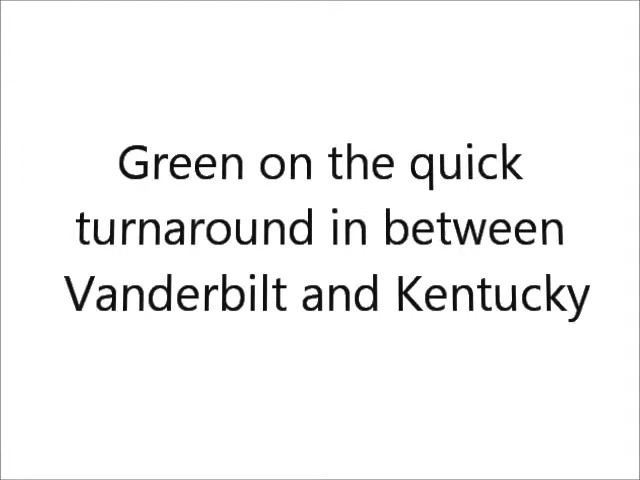 Green on the quick
turnaround in between
Vanderbilt and Kentucky